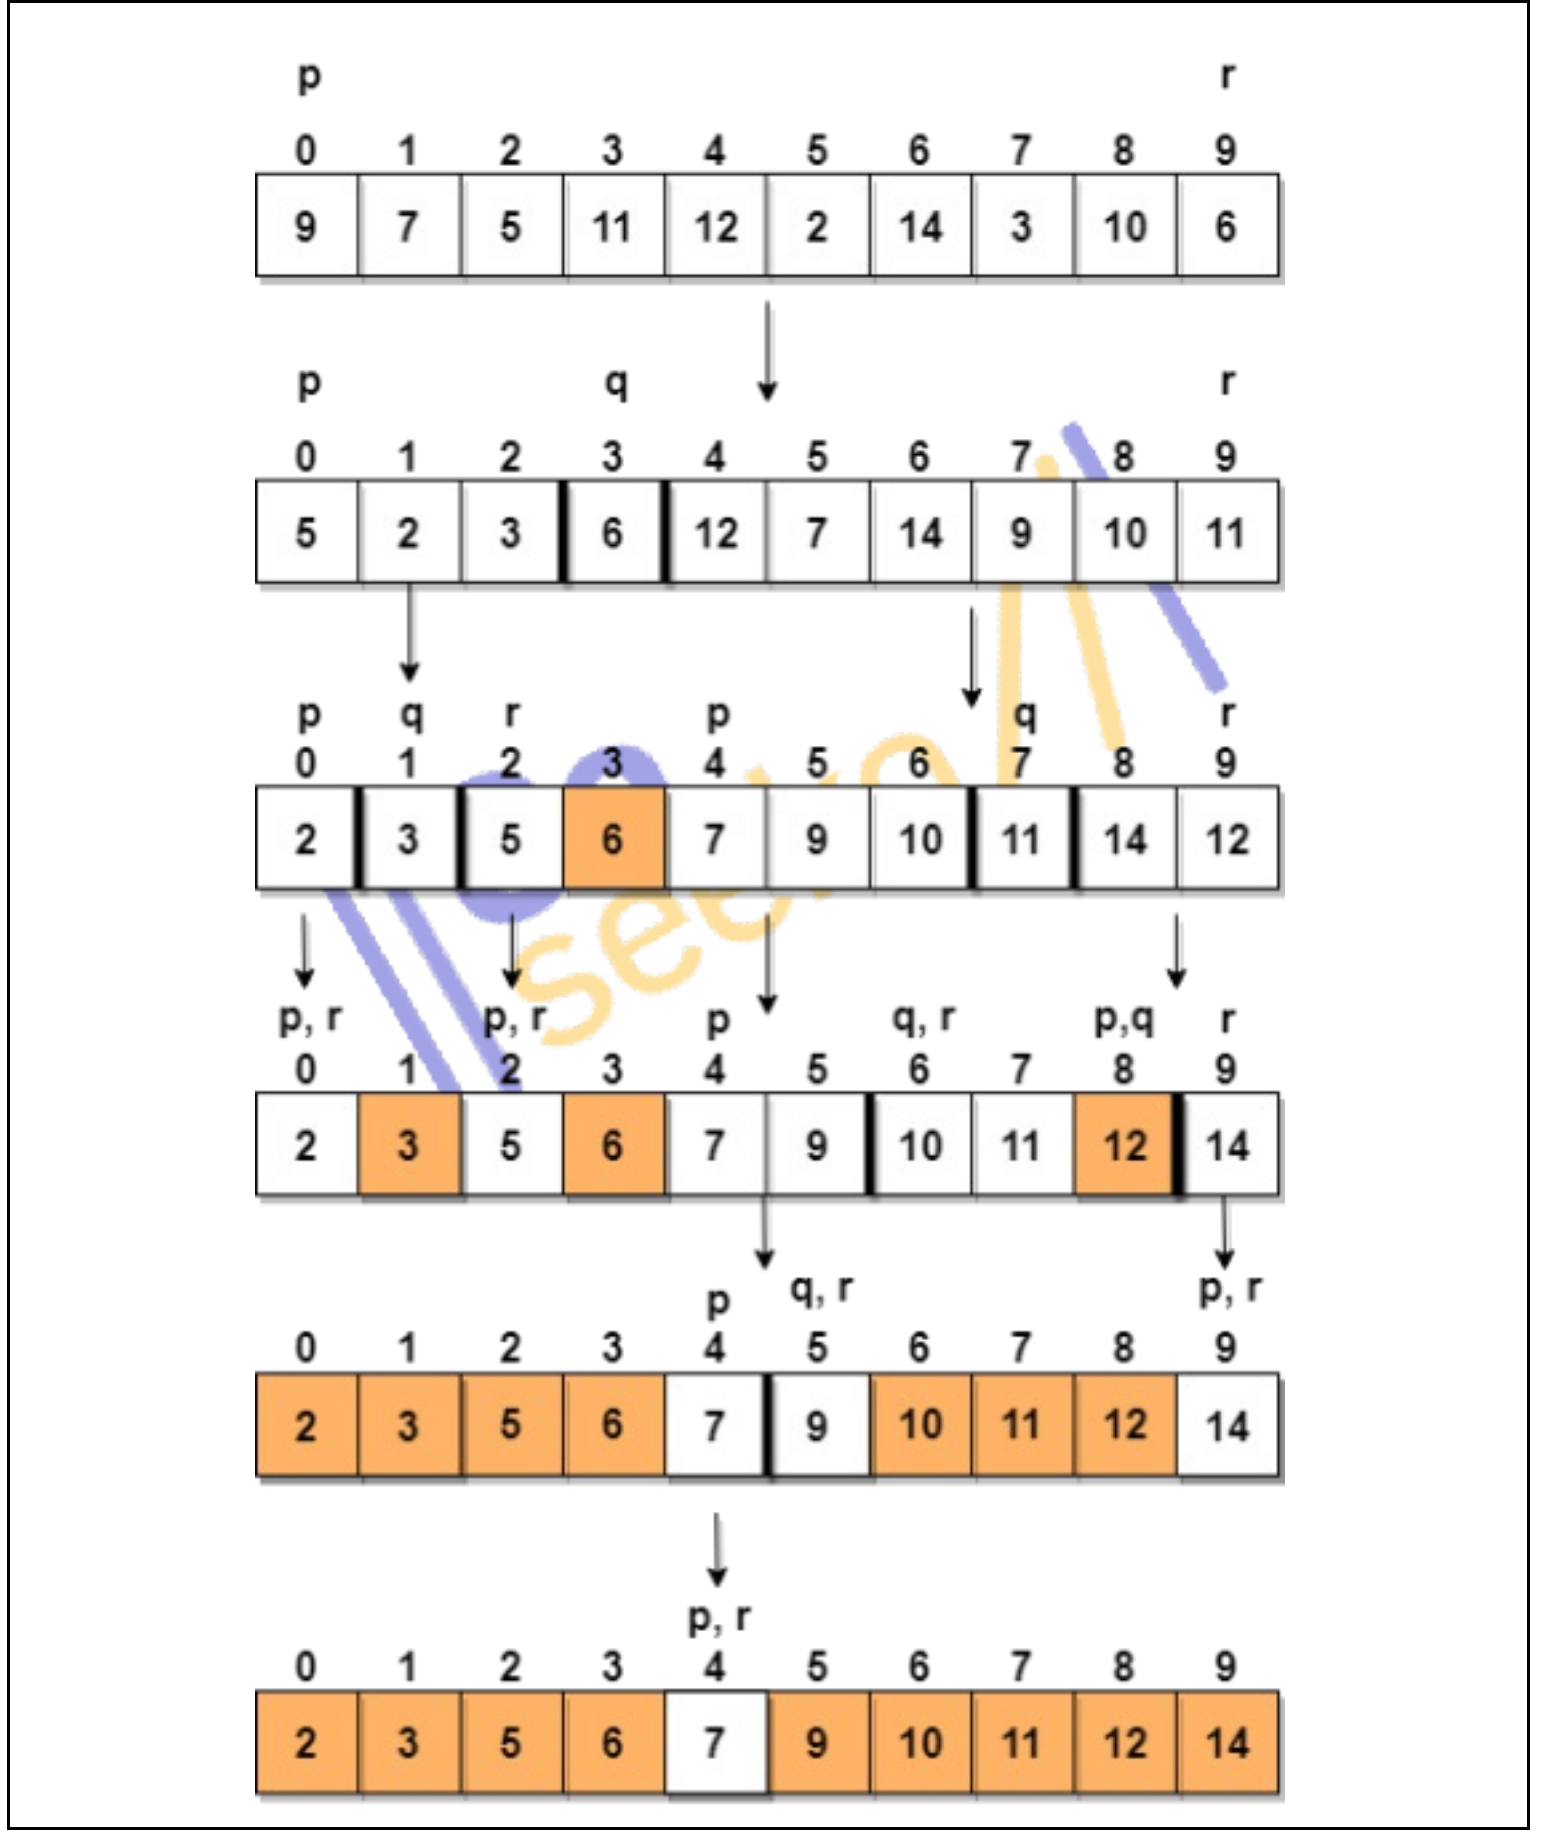 p r
0 1 2 3 4 5 6 7 8 9
9 7 5 11 12 2 14 3 10 6
p q r
0 1 2 3 4 5 6 7 8 9
5 2 3 6 12 7 14 9 10 11
p q r p q r
0 1 2 3 4 5 6 7 8 9
2 3 5 6 7 9 10 11 14 12
p, r p, r p q, r p,q r
0 1 2 3 4 5 6 7 8 9
2 3 5 6 7 9 10 11 12 14
p q, r p, r
0 1 2 3 4 5 6 7 8 9
2 3 5 6 7 9 10 11 12 14
p, r
0 1 2 3 4 5 6 7 8 9
2 3 5 6 7 9 10 11 12 14